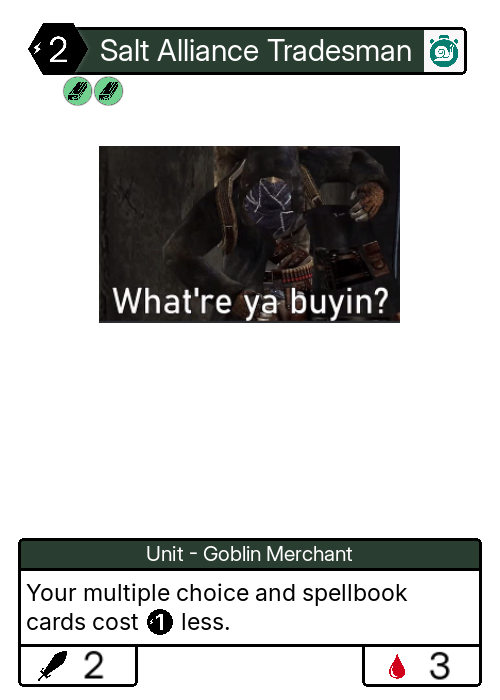 2 Salt Alliance Tradesman
What're ya buyin?
Unit - Goblin Merchant
Your multiple choice and spellbook
cards cost 1 less.
2 3